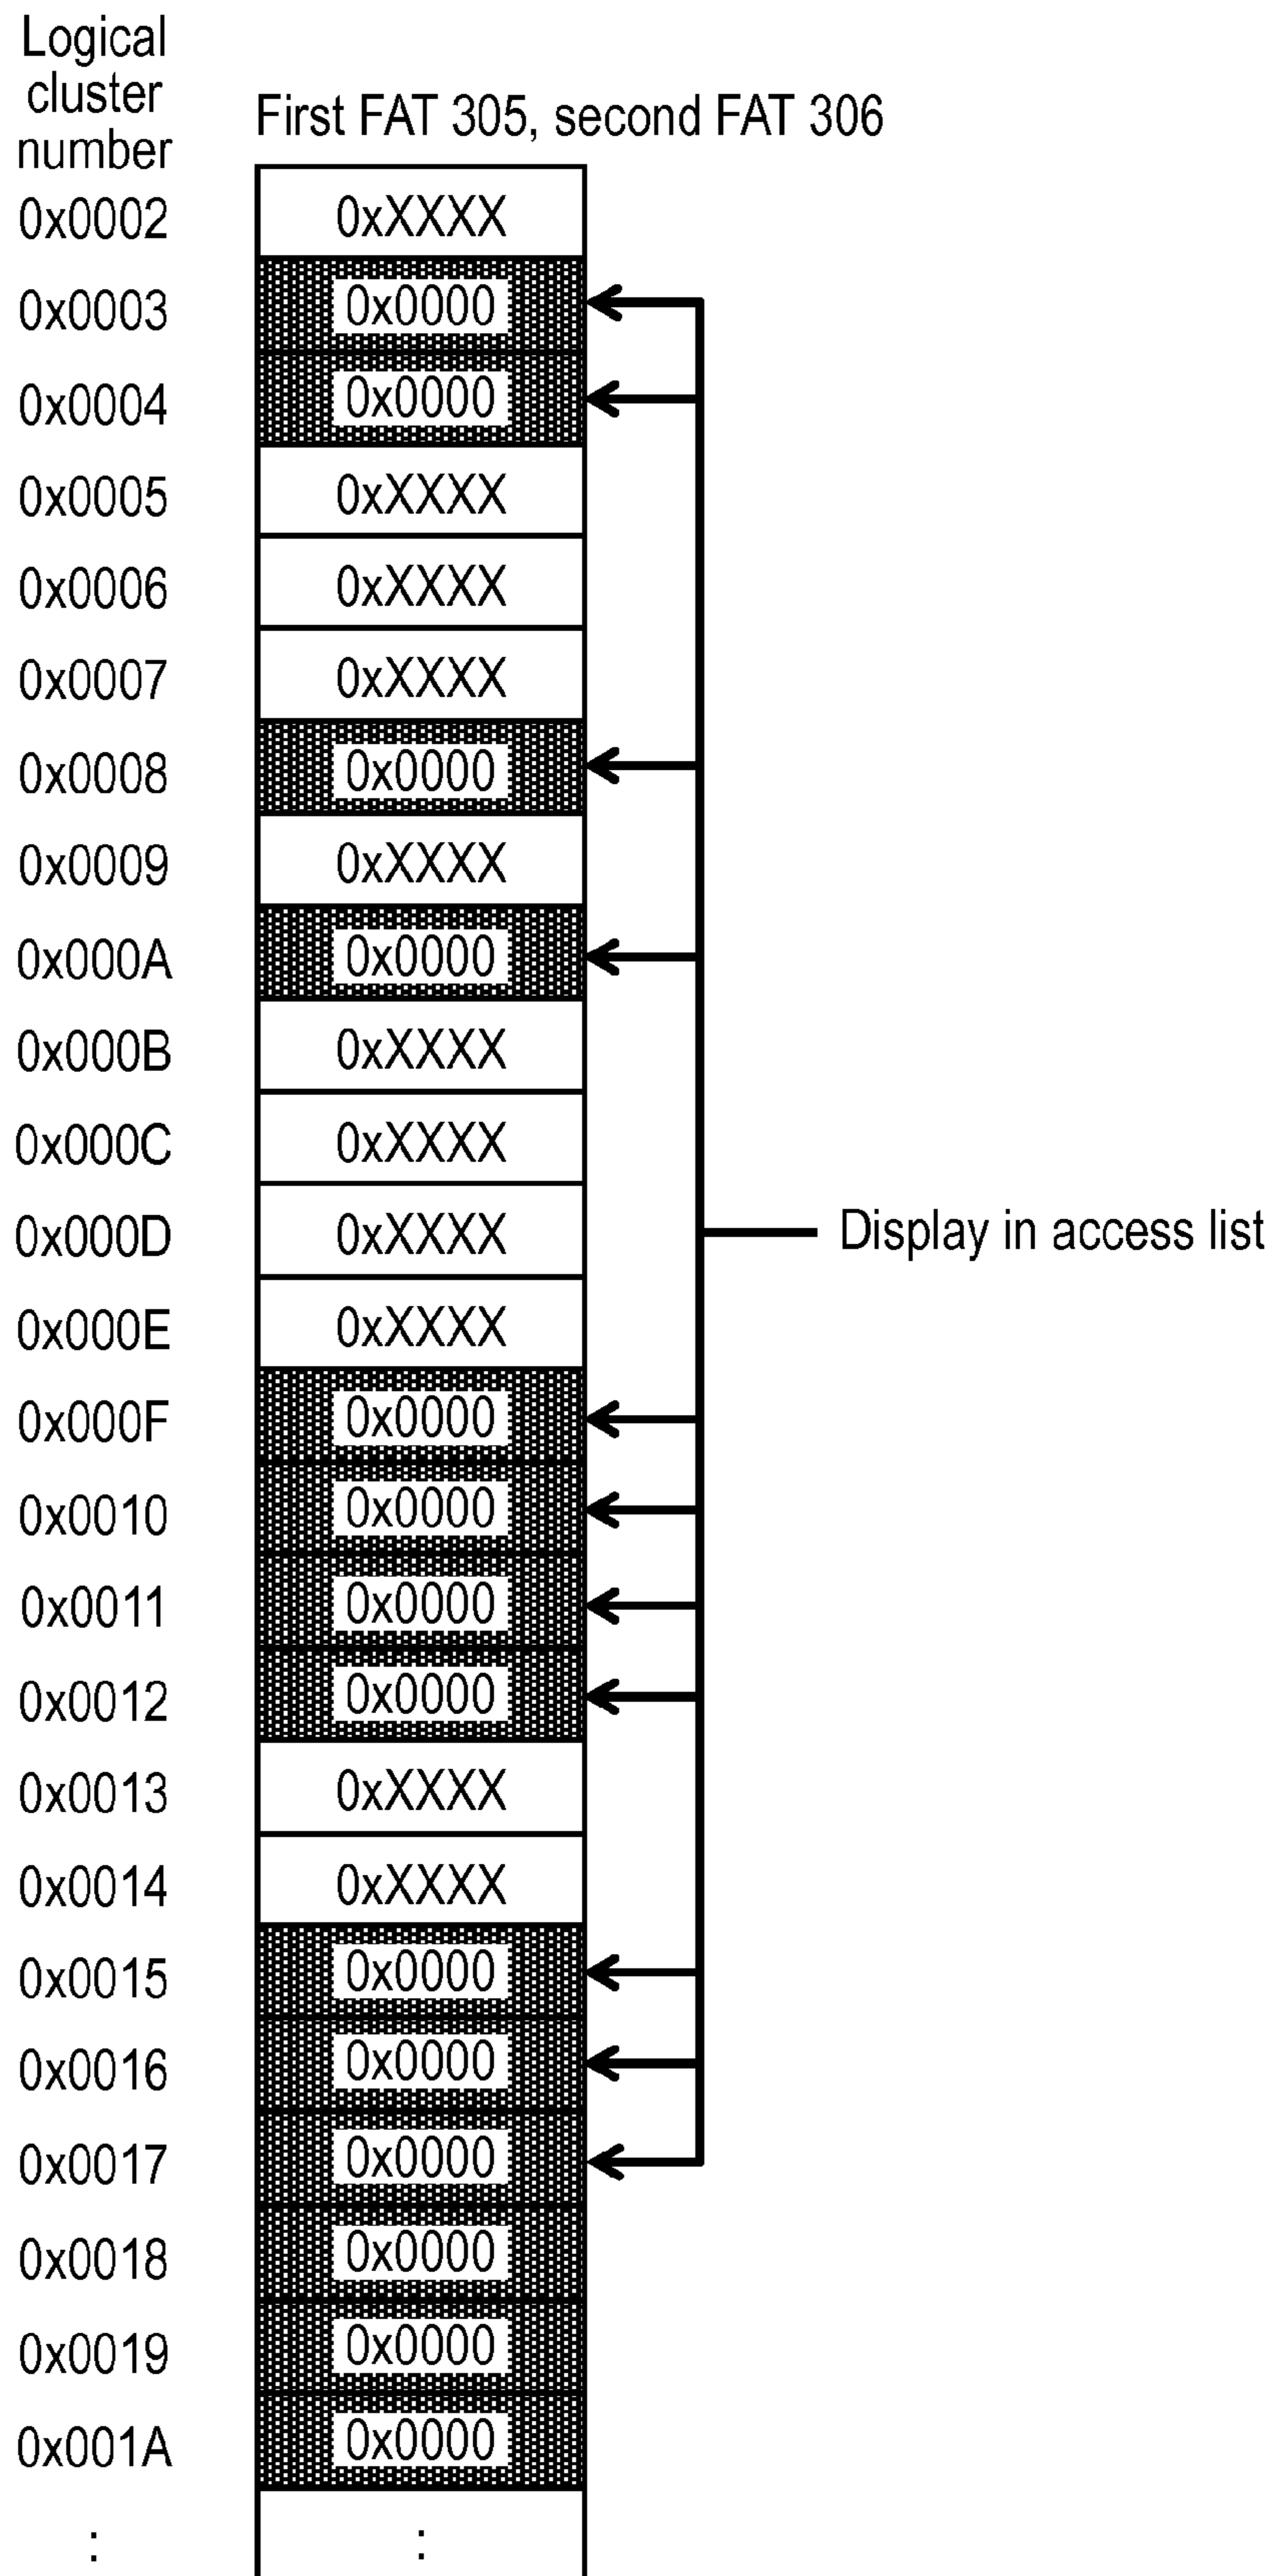 Logical
cluster
number
First FAT 305, second FAT 306
0x0002 0xXXXX
0x0003 0x0000
0x0004 0x0000
0x0005 0xXXXX
0x0006 0xXXXX
0x0007 0xXXXX
0x0008 0x0000
0x0009 0xXXXX
0x000A 0x0000
0x000B 0xXXXX
0x000C 0xXXXX
0x000D 0xXXXX
Display in access list
0x000E 0xXXXX
0x000F 0x0000
0x0010 0x0000
0x0011 0x0000
0x0012 0x0000
0x0013 0xXXXX
0x0014 0xXXXX
0x0015 0x0000
0x0016 0x0000
0x0017 0x0000
0x0018 0x0000
0x0019 0x0000
0x001A 0x0000
: :